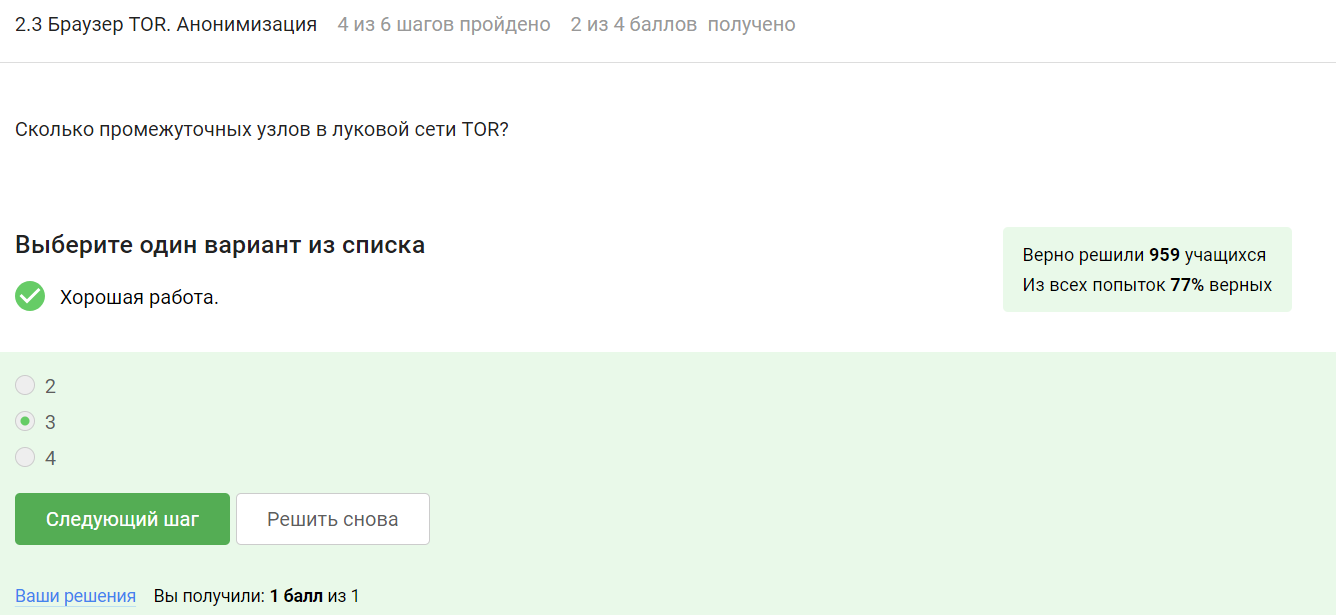 2.3 Браузер TOR. Анонимизация 4 из 6 шагов пройдено 2 из 4 баллов получено
Сколько промежуточных узлов в луковой сети TOR?
Выберите один вариант из списка
Хорошая работа.
Верно решили 959 учащихся
Из всех попыток 77% верных
2
3
4
Следующий шаг Решить снова
Ваши решения Вы получили: 1 балл из 1